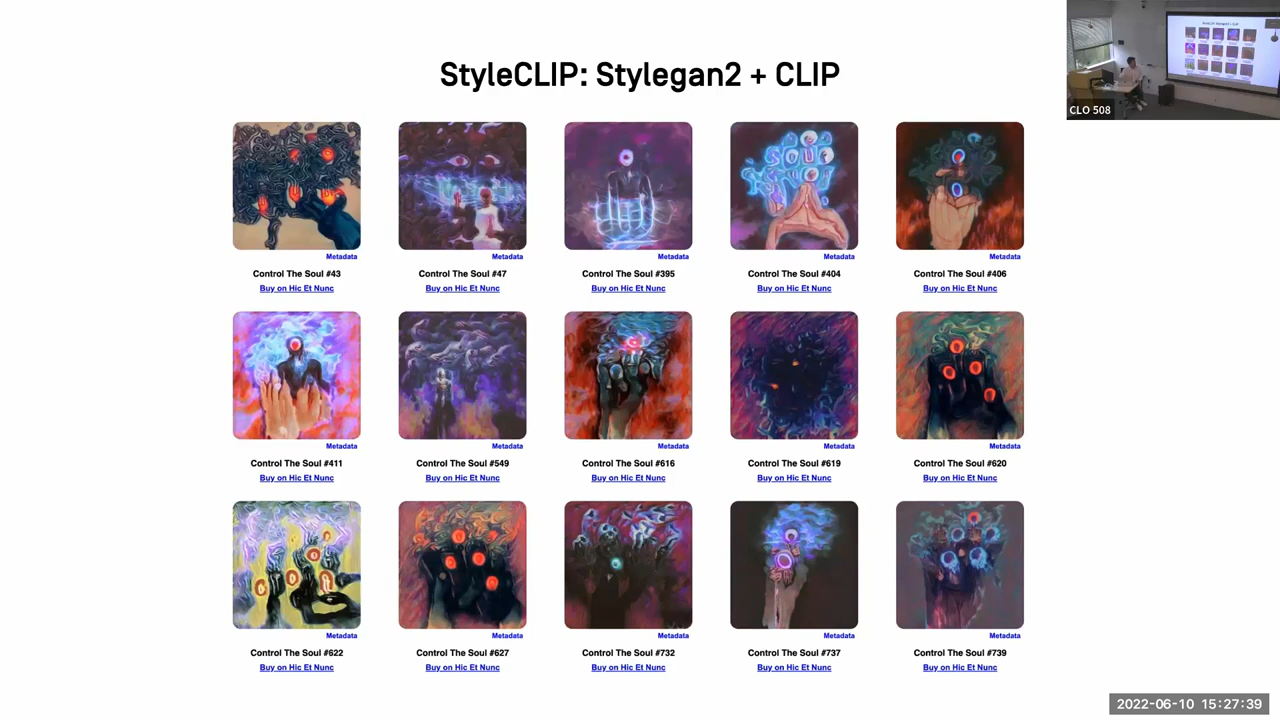 StyleCLIP: Stylegan2 + CLIP
CLO 508
SOUL
Metadata Metadata Metadata Metadata Metadata
Control The Soul #43 Control The Soul #47 Control The Soul #395 Control The Soul #404 Control The Soul #406
Buy on Hic Et Nunc Buy on Hic Et Nunc Buy on Hic Et Nunc Buy on Hic Et Nunc Buy on Hic Et Nunc
Metadata Metadata Metadata Metadata Metadata
Control The Soul #411 Control The Soul #549 Control The Soul #616 Control The Soul #619 Control The Soul #620
Buy on Hic Et Nunc Buy on Hic Et Nunc Buy on Hic Et Nunc Buy on Hic Et Nunc Buy on Hic Et Nunc
Metadata Metadata Metadata Metadata Metadata
Control The Soul #622 Control The Soul #627 Control The Soul #732 Control The Soul #737 Control The Soul #739
Buy on Hic Et Nunc Buy on Hic Et Nunc Buy on Hic Et Nunc Buy on Hic Et Nunc Buy on Hic Et Nunc
2022-06-10 15:27:39